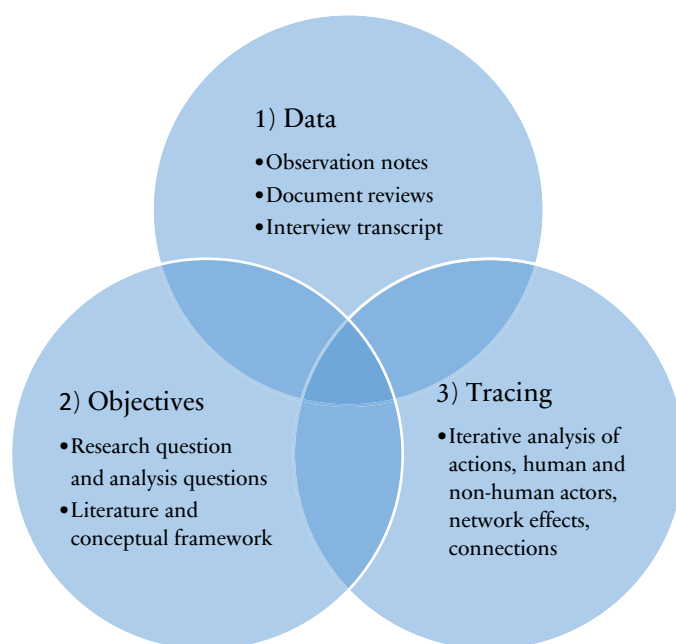 1) Data
•Observation notes
•Document reviews
•Interview transcript
2) Objectives
•Research question
and analysis questions
•Literature and
conceptual framework
3) Tracing
•Iterative analysis of
actions, human and
non-human actors,
network effects,
connections